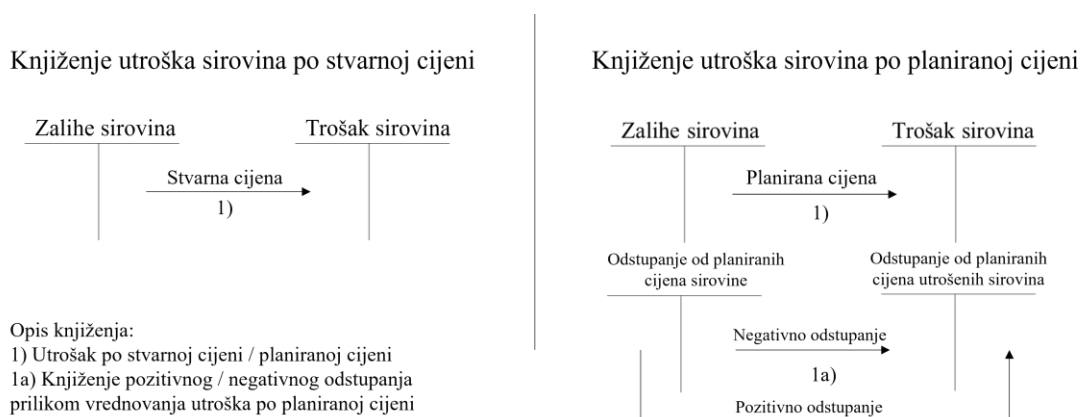 Knjiženje utroška sirovina po stvarnoj cijeni
Zalihe sirovina
Trošak sirovina
Stvarna cijena
1)
Opis knjiženja:
1) Utrošak po stvarnoj cijeni / planiranoj cijeni
1a) Knjiženje pozitivnog / negativnog odstupanja
prilikom vrednovanja utroška po planiranoj cijeni
Knjiženje utroška sirovina po planiranoj cijeni
Zalihe sirovina
Trošak sirovina
Planirana cijena
1)
Odstupanje od planiranih
cijena sirovine
Odstupanje od planiranih
cijena utrošenih sirovina
Negativno odstupanje
1a)
Pozitivno odstupanje